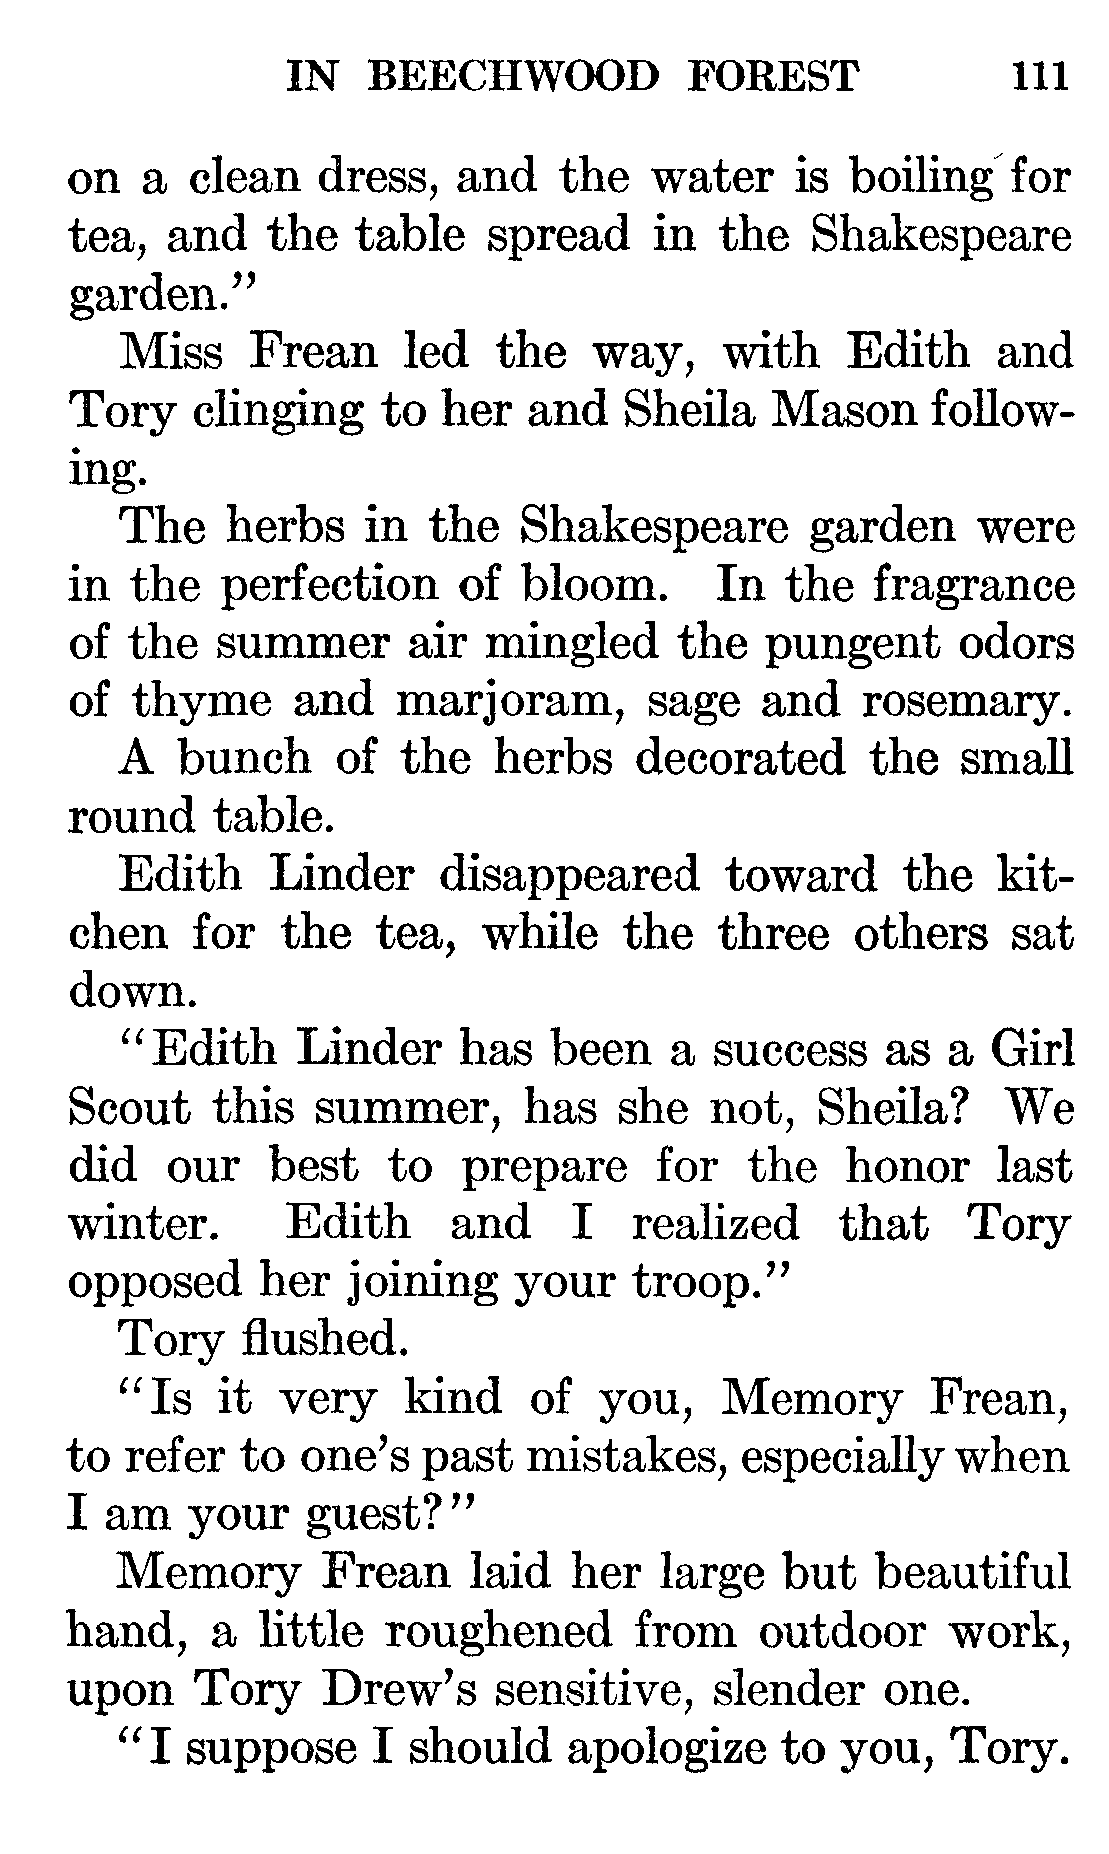 IN BEECHWOOD FOREST 111
on a clean dress, and the water is boiling for
tea, and the table spread in the Shakespeare
garden."
Miss Frean led the way, with Edith and
Tory clinging to her and Sheila Mason follow-
ing.
The herbs in the Shakespeare garden were
in the perfection of bloom. In the fragrance
of the summer air mingled the pungent odors
of thyme and marjoram, sage and rosemary.
A bunch of the herbs decorated the small
round table.
Edith Linder disappeared toward the kit-
chen for the tea, while the three others sat
down.
"Edith Linder has been a success as a Girl
Scout this summer, has she not, Sheila? We
did our best to prepare for the honor last
winter. Edith and I realized that Tory
opposed her joining your troop."
Tory flushed.
"Is it very kind of you, Memory Frean,
to refer to one's past mistakes, especially when
I am your guest?"
Memory Frean laid her large but beautiful
hand, a little roughened from outdoor work,
upon Tory Drew's sensitive, slender one.
"I suppose I should apologize to you, Tory.